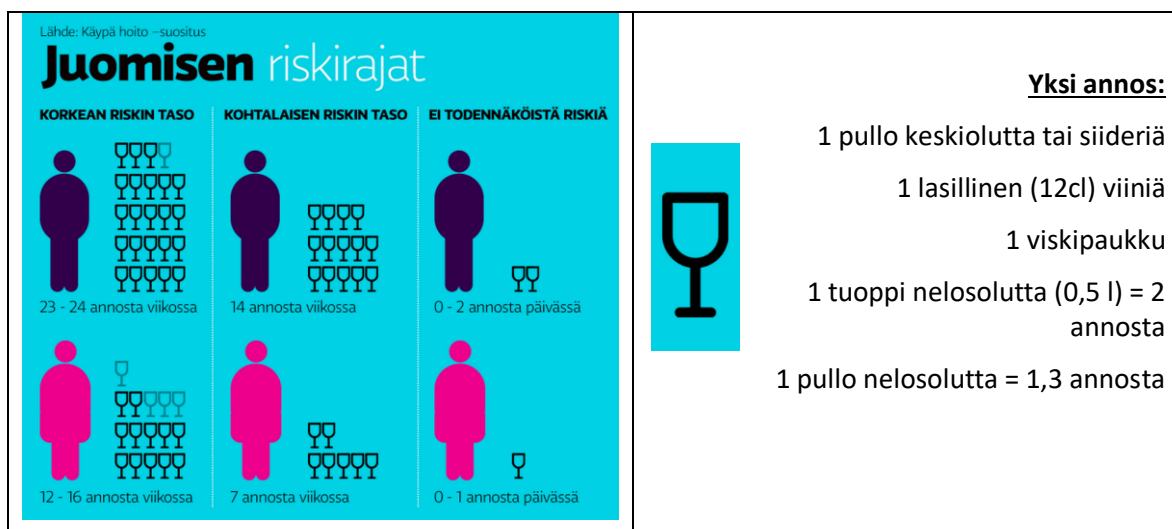 Lähde: Käypä hoito –suositus
Juomisen riskirajat
KORKEAN RISKIN TASO
KOHTALAISEN RISKIN TASO
EI TODENNÄKÖISTÄ RISKIÄ
23 - 24 annosta viikossa
14 annosta viikossa
0 - 2 annosta päivässä
12 - 16 annosta viikossa
7 annosta viikossa
0 - 1 annosta päivässä
Yksi annos:
1 pullo keskiolutta tai siideriä
1 lasillinen (12cl) viiniä
1 viskipaukku
1 tuoppi nelosolutta (0,5 l) = 2
annosta
1 pullo nelosolutta = 1,3 annosta